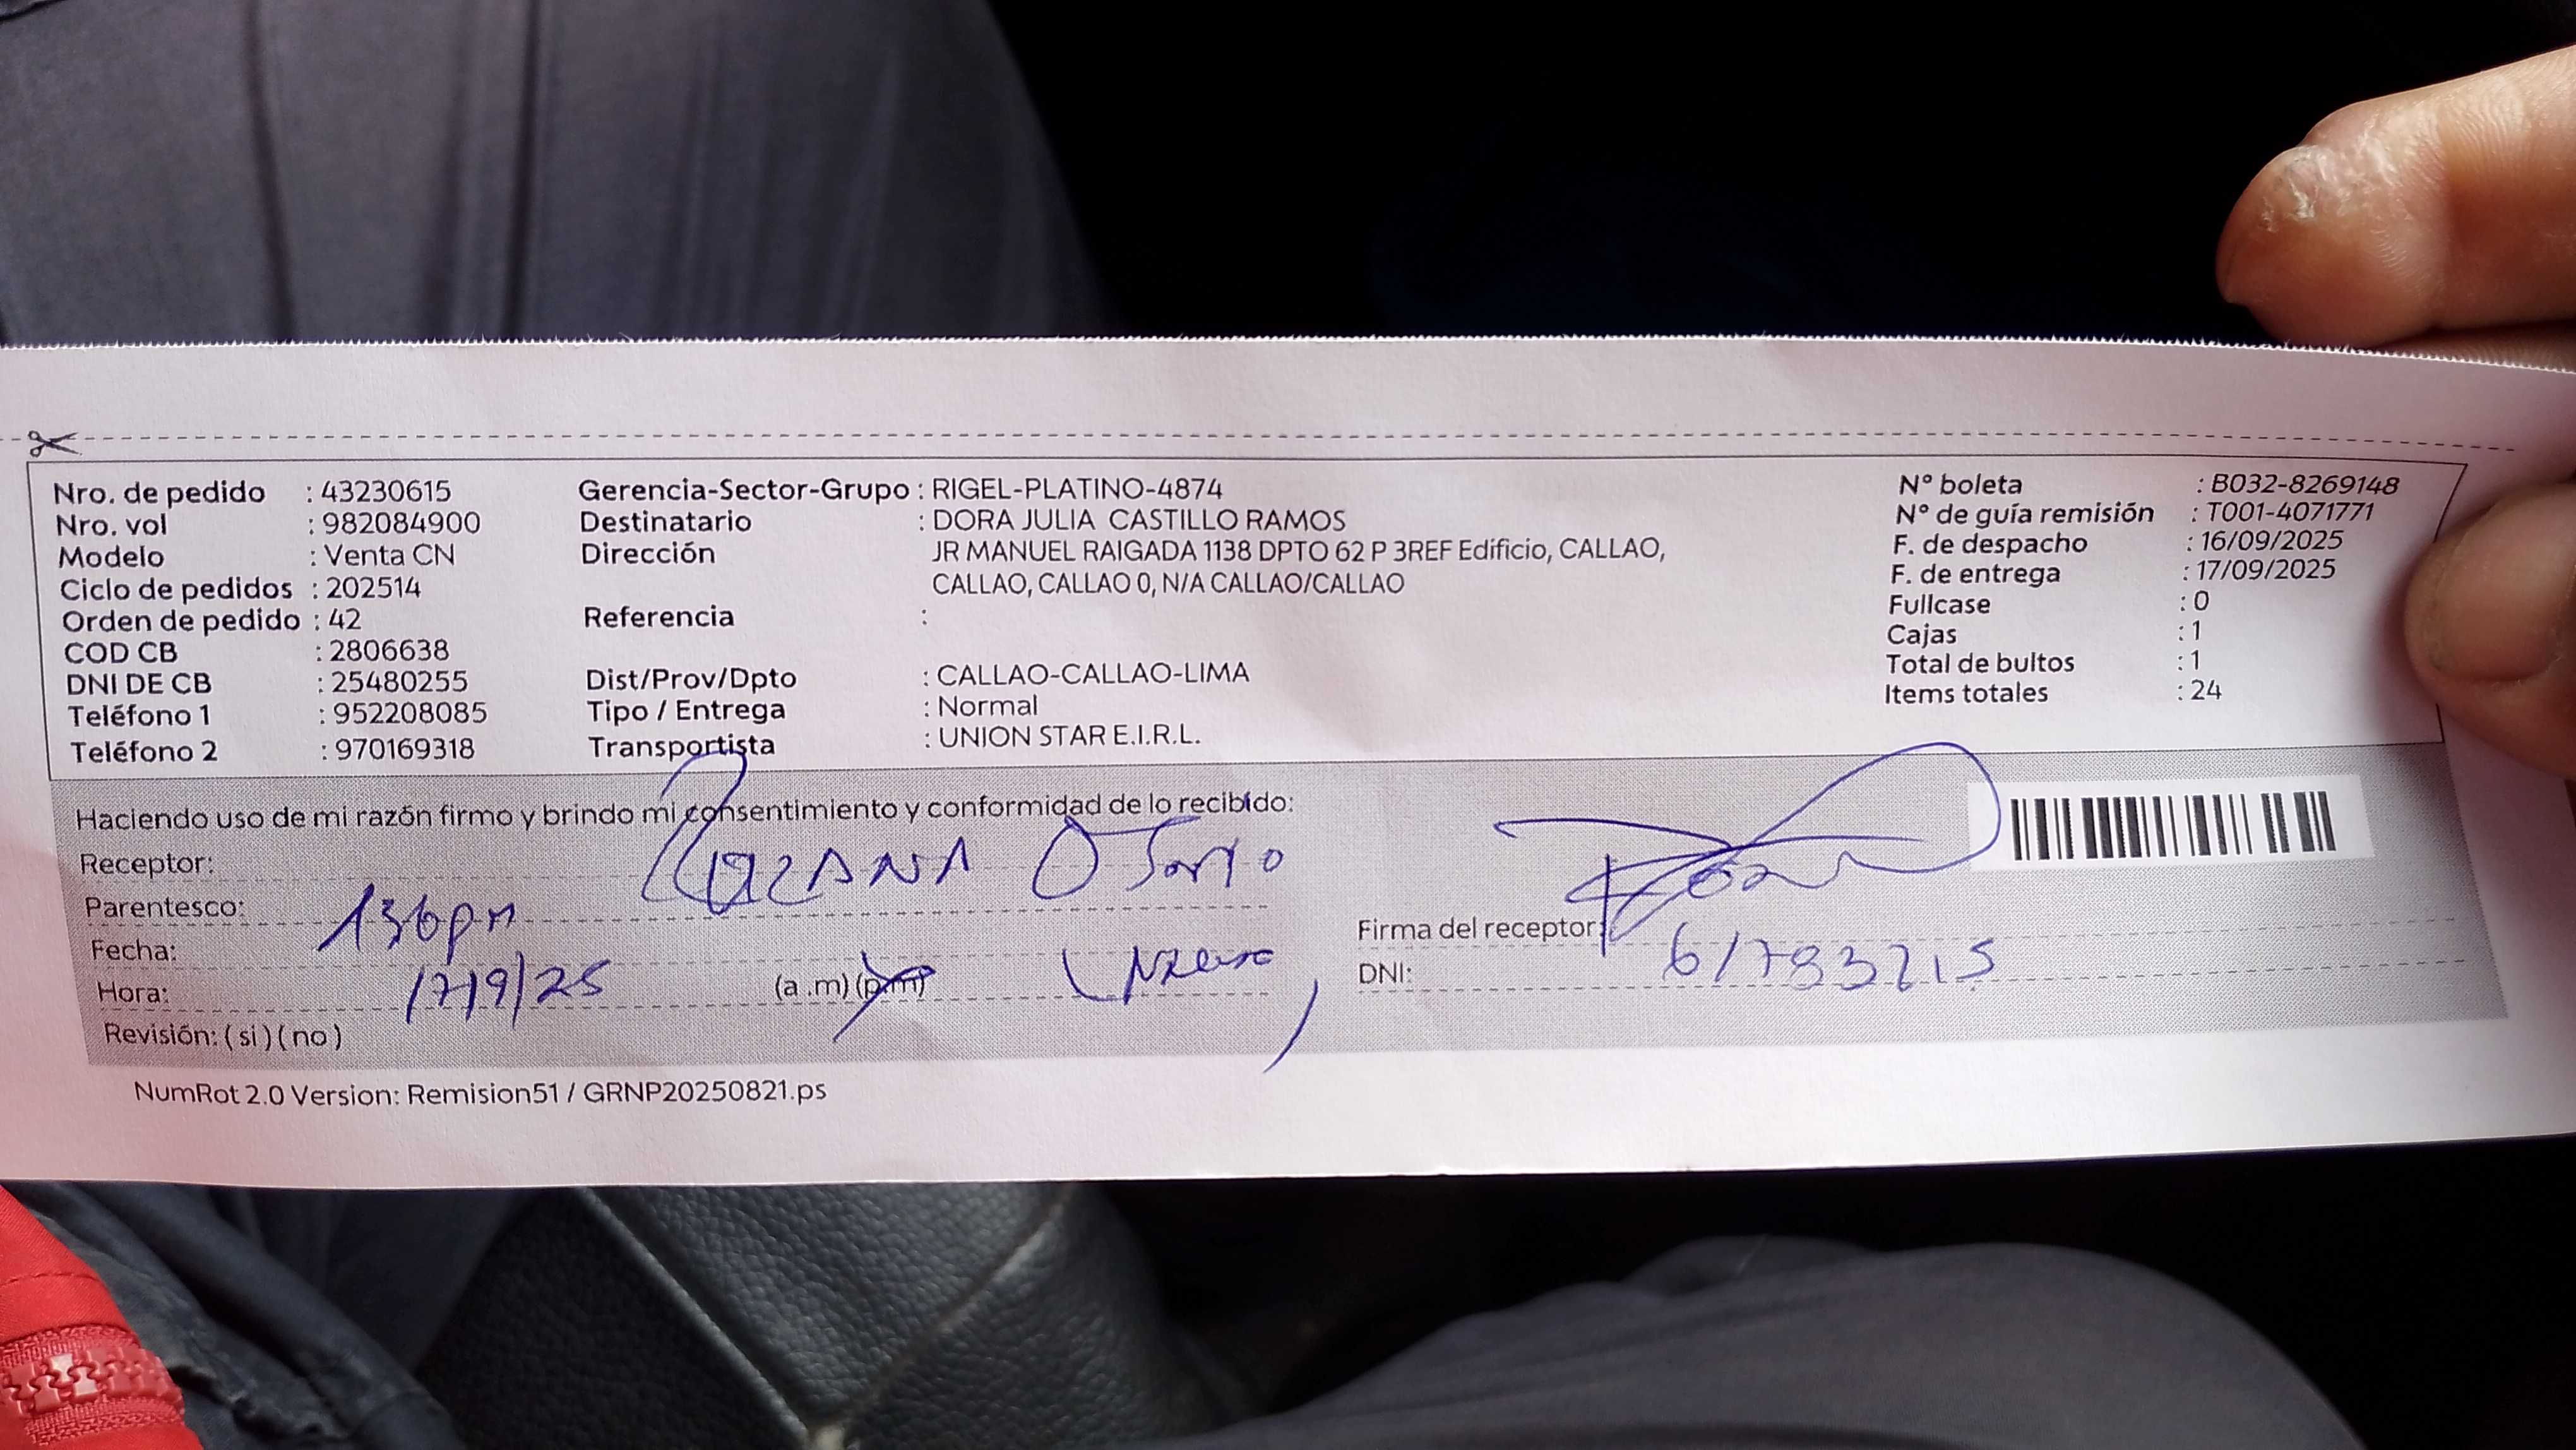 Nro. de pedido : 43230615
Nro. vol : 982084900
Modelo : Venta CN
Ciclo de pedidos : 202514
Orden de pedido : 42
COD CB : 2806638
DNI DE CB : 25480255
Teléfono 1 : 952208085
Teléfono 2 : 970169318
Gerencia-Sector-Grupo : RIGEL-PLATINO-4874
Destinatario : DORA JULIA CASTILLO RAMOS
Dirección JR MANUEL RAIGADA 1138 DPTO 62 P 3REF Edificio, CALLAO,
CALLAO, CALLAO 0, N/A CALLAO/CALLAO
Referencia :
Dist/Prov/Dpto : CALLAO-CALLAO-LIMA
Tipo / Entrega : Normal
Transportista : UNION STAR E.I.R.L.
N° boleta : B032-8269148
N° de guía remisión : T001-4071771
F. de despacho : 16/09/2025
F. de entrega : 17/09/2025
Fullcase : 0
Cajas : 1
Total de bultos : 1
Items totales : 24
Haciendo uso de mi razón firmo y brindo mi consentimiento y conformidad de lo recibido:
Receptor:
Parentesco: 136pm
Fecha:
Hora: 17/9/25 (a .m) (p.m)
Revisión: ( si ) ( no )
Firma del receptor:
DNI:
NumRot 2.0 Version: Remision51 / GRNP20250821.ps